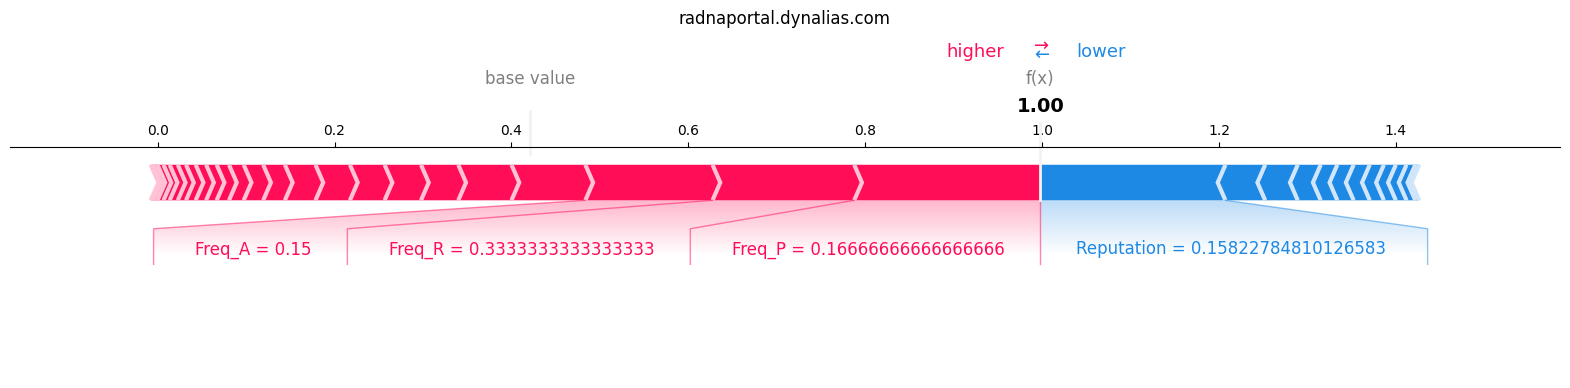 radnaportal.dynalias.com
higher → ← lower
base value f(x)
1.00
0.0 0.2 0.4 0.6 0.8 1.0 1.2 1.4
Freq_A = 0.15 Freq_R = 0.3333333333333333 Freq_P = 0.16666666666666666 Reputation = 0.15822784810126583